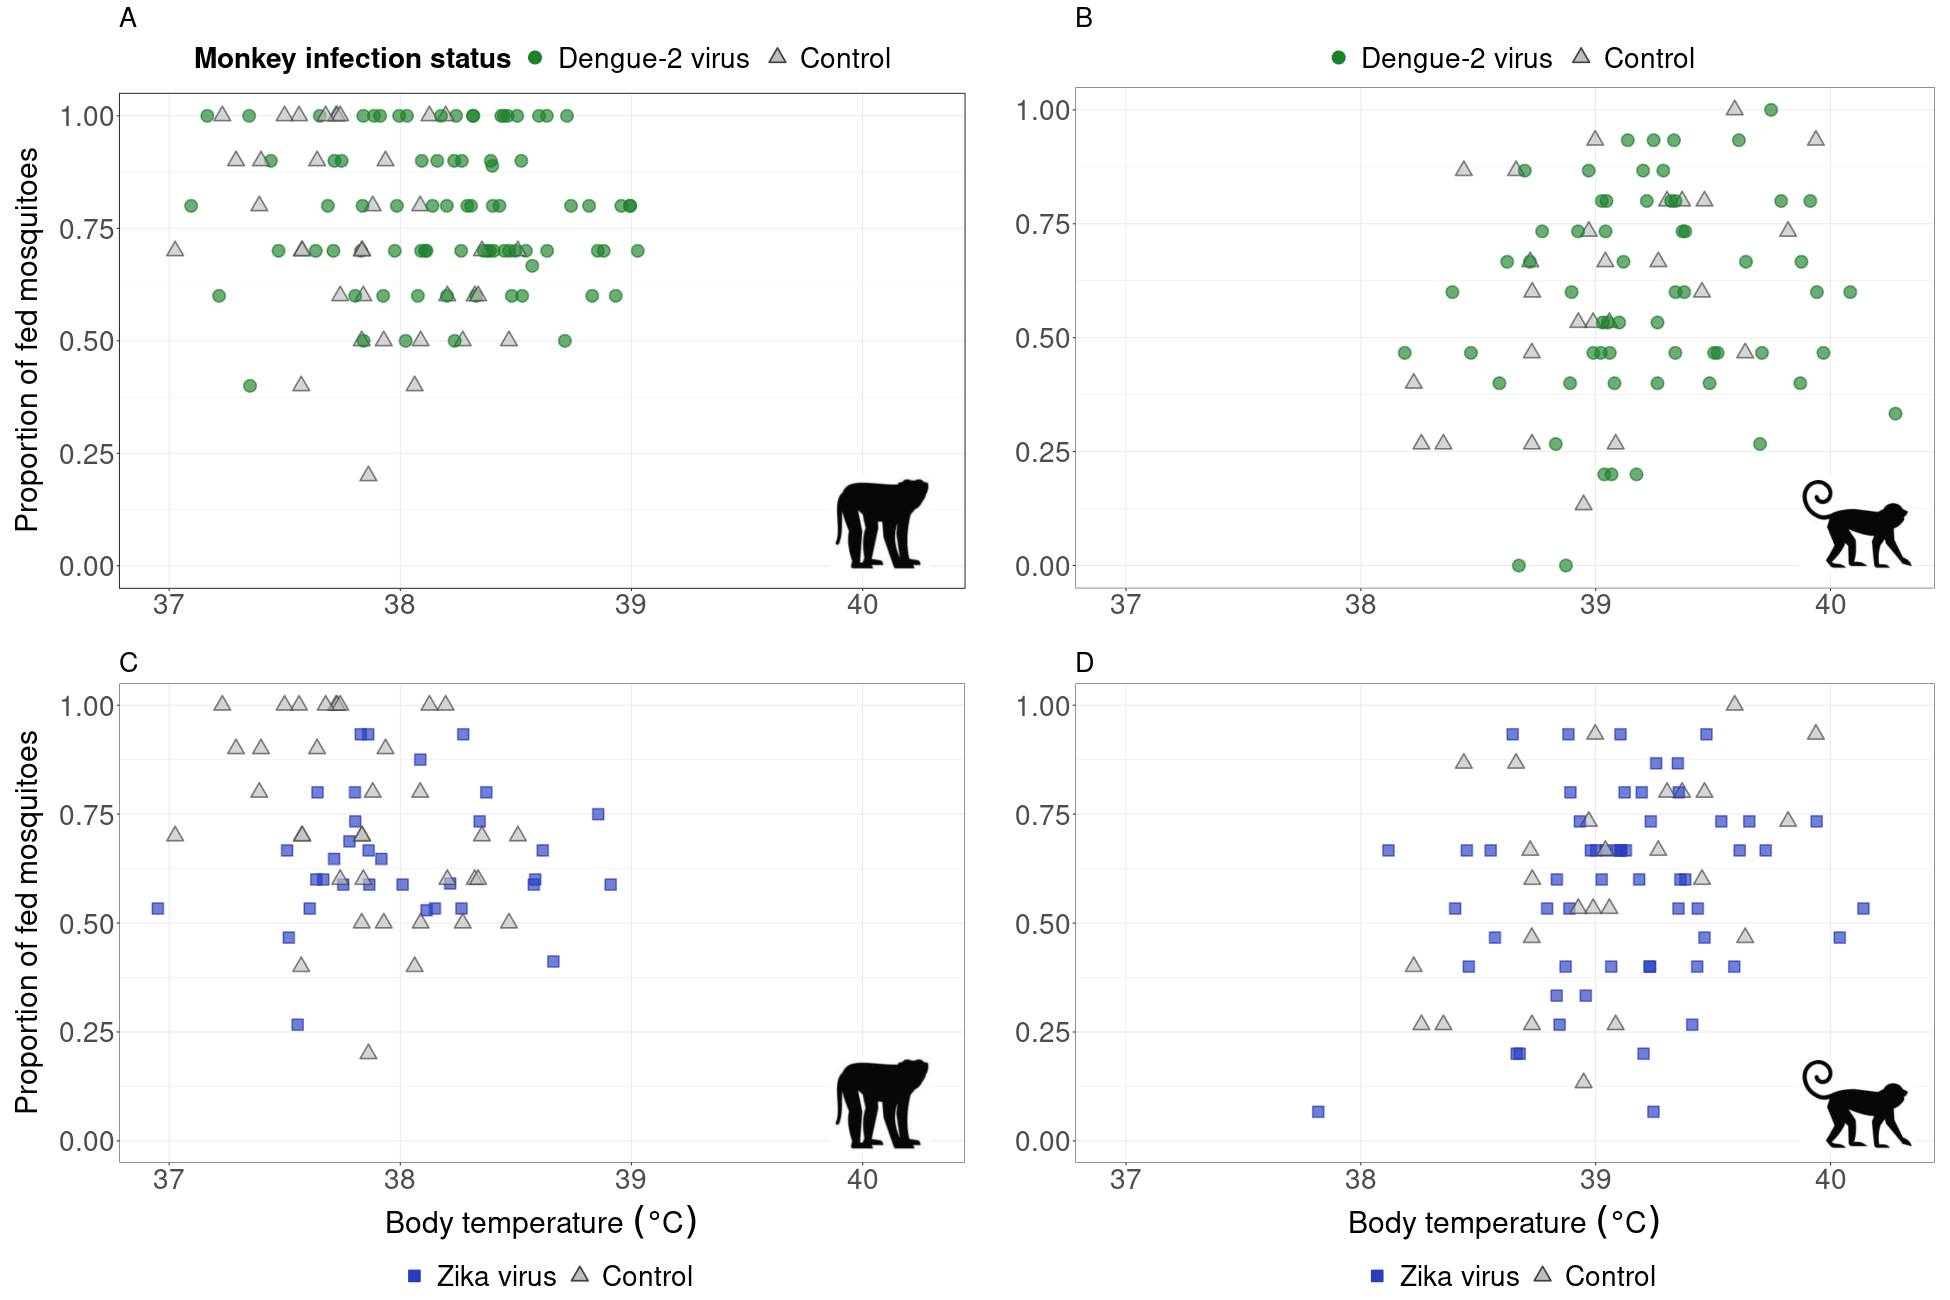 A
Monkey infection status Dengue-2 virus Control
Proportion of fed mosquitoes
1.00
0.75
0.50
0.25
0.00
37 38 39 40
B
Dengue-2 virus Control
1.00
0.75
0.50
0.25
0.00
37 38 39 40
C
Proportion of fed mosquitoes
1.00
0.75
0.50
0.25
0.00
37 38 39 40
Body temperature (°C)
Zika virus Control
D
1.00
0.75
0.50
0.25
0.00
37 38 39 40
Body temperature (°C)
Zika virus Control